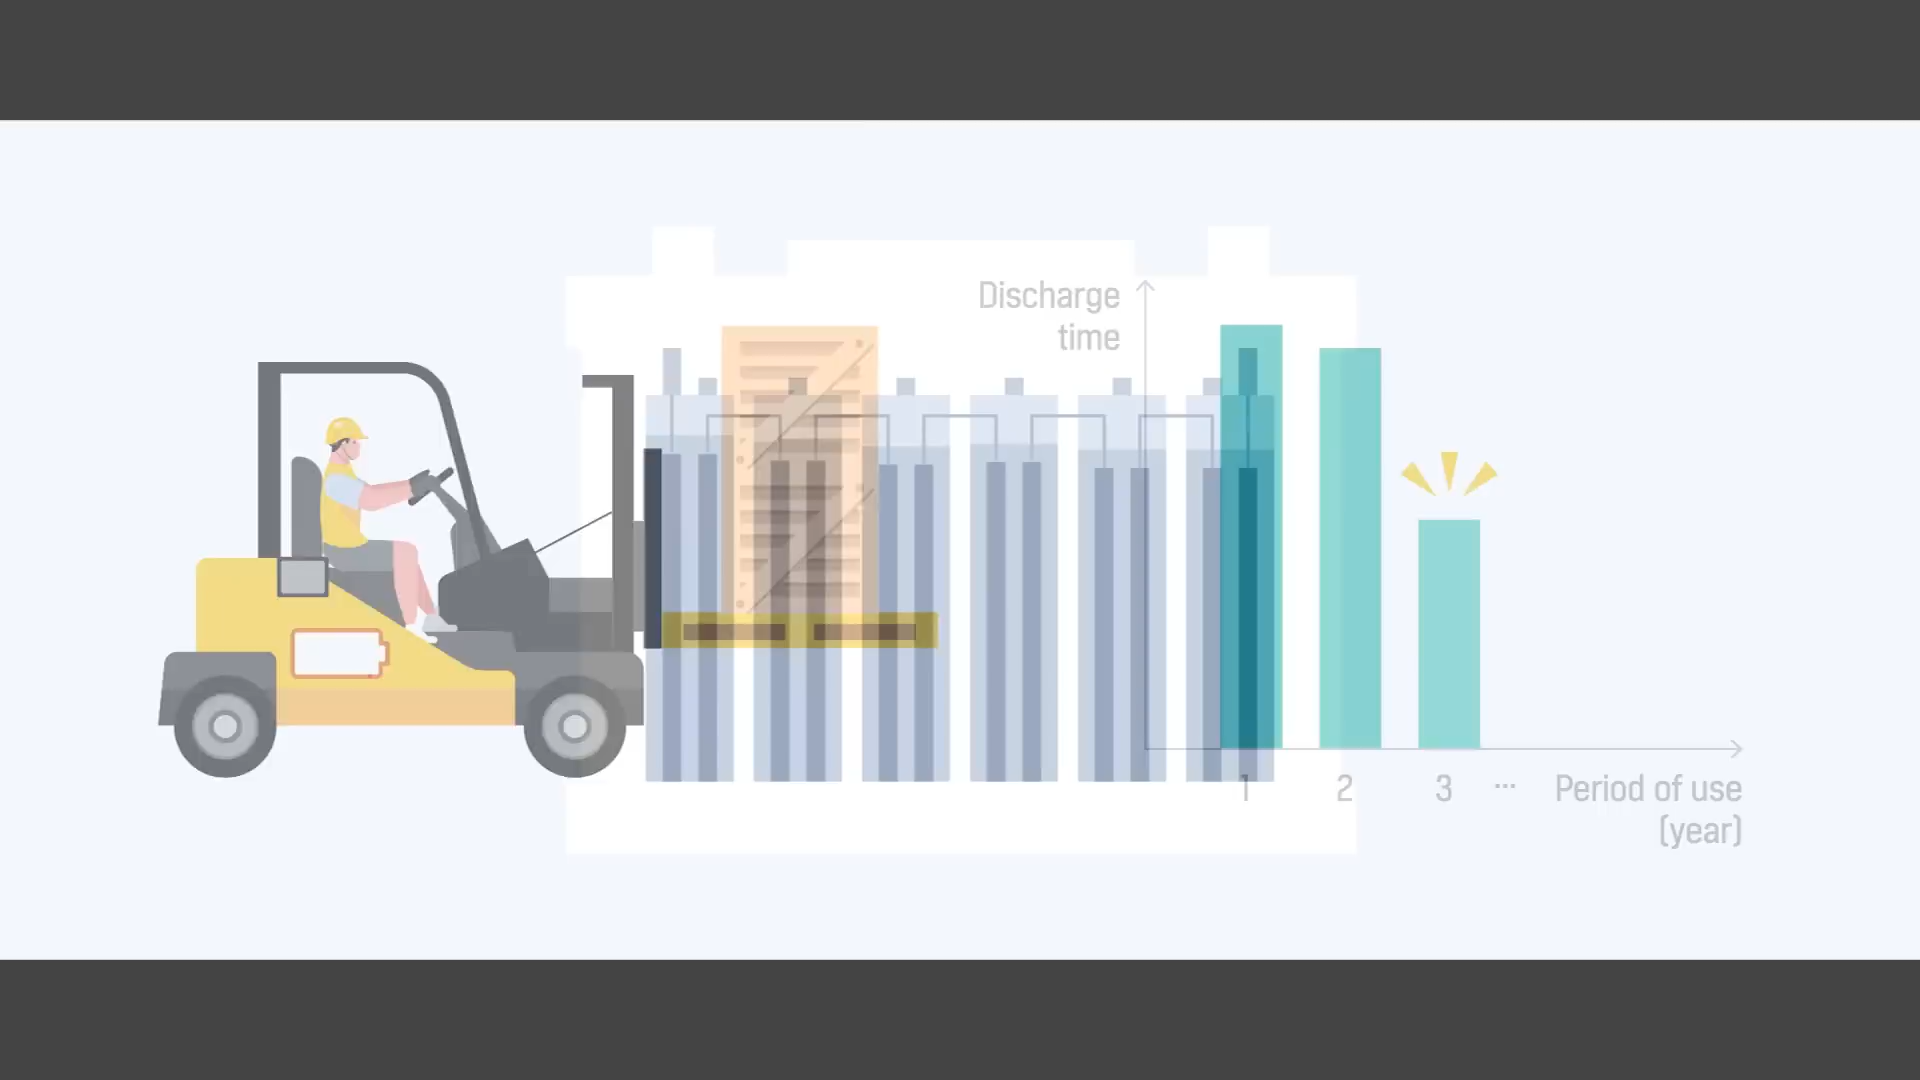 Discharge
time
1
2
3
...
Period of use
(year)